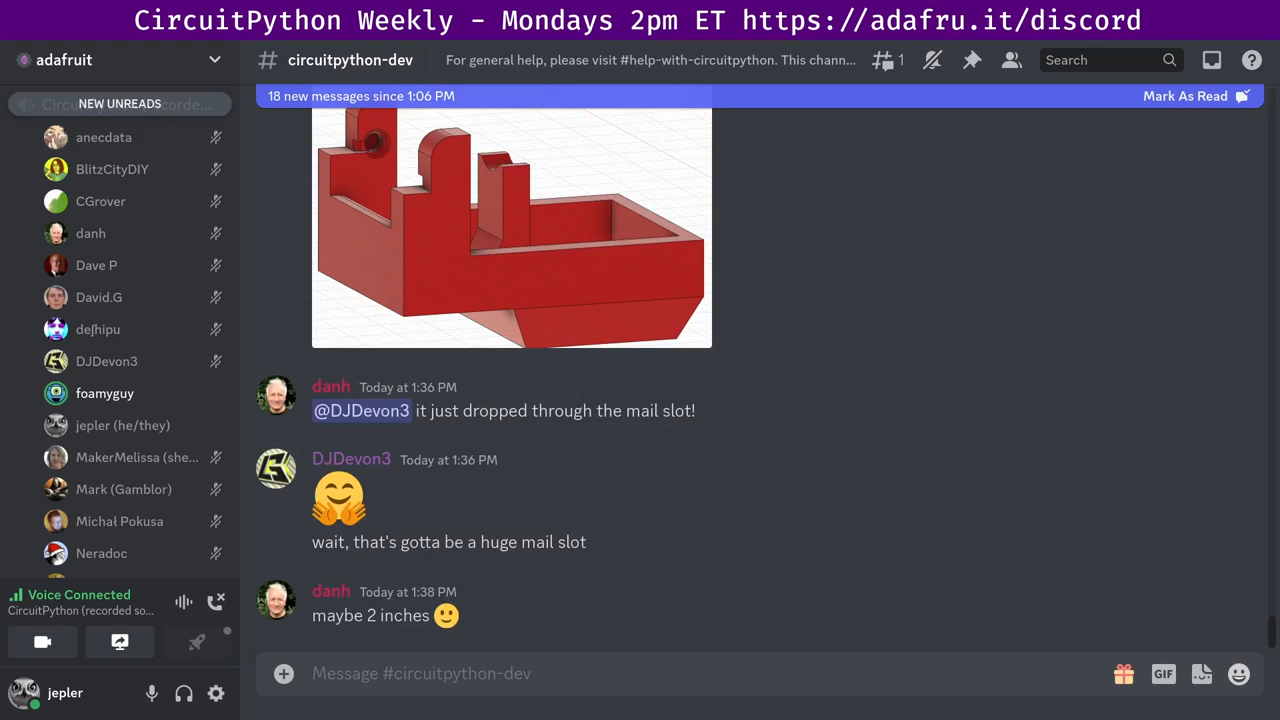 CircuitPython Weekly - Mondays 2pm ET https://adafru.it/discord
adafruit
circuitpython-dev
For general help, please visit #help-with-circuitpython. This chann...
1
Search
NEW UNREADS
18 new messages since 1:06 PM
Mark As Read
anecdata
BlitzCityDIY
CGrover
danh
Dave P
David.G
deʃhipu
DJDevon3
foamyguy
jepler (he/they)
MakerMelissa (she...
Mark (Gamblor)
Michał Pokusa
Neradoc
danh Today at 1:36 PM
@DJDevon3 it just dropped through the mail slot!
DJDevon3 Today at 1:36 PM
wait, that's gotta be a huge mail slot
danh Today at 1:38 PM
maybe 2 inches
Voice Connected
CircuitPython (recorded so...
jepler
Message #circuitpython-dev
GIF